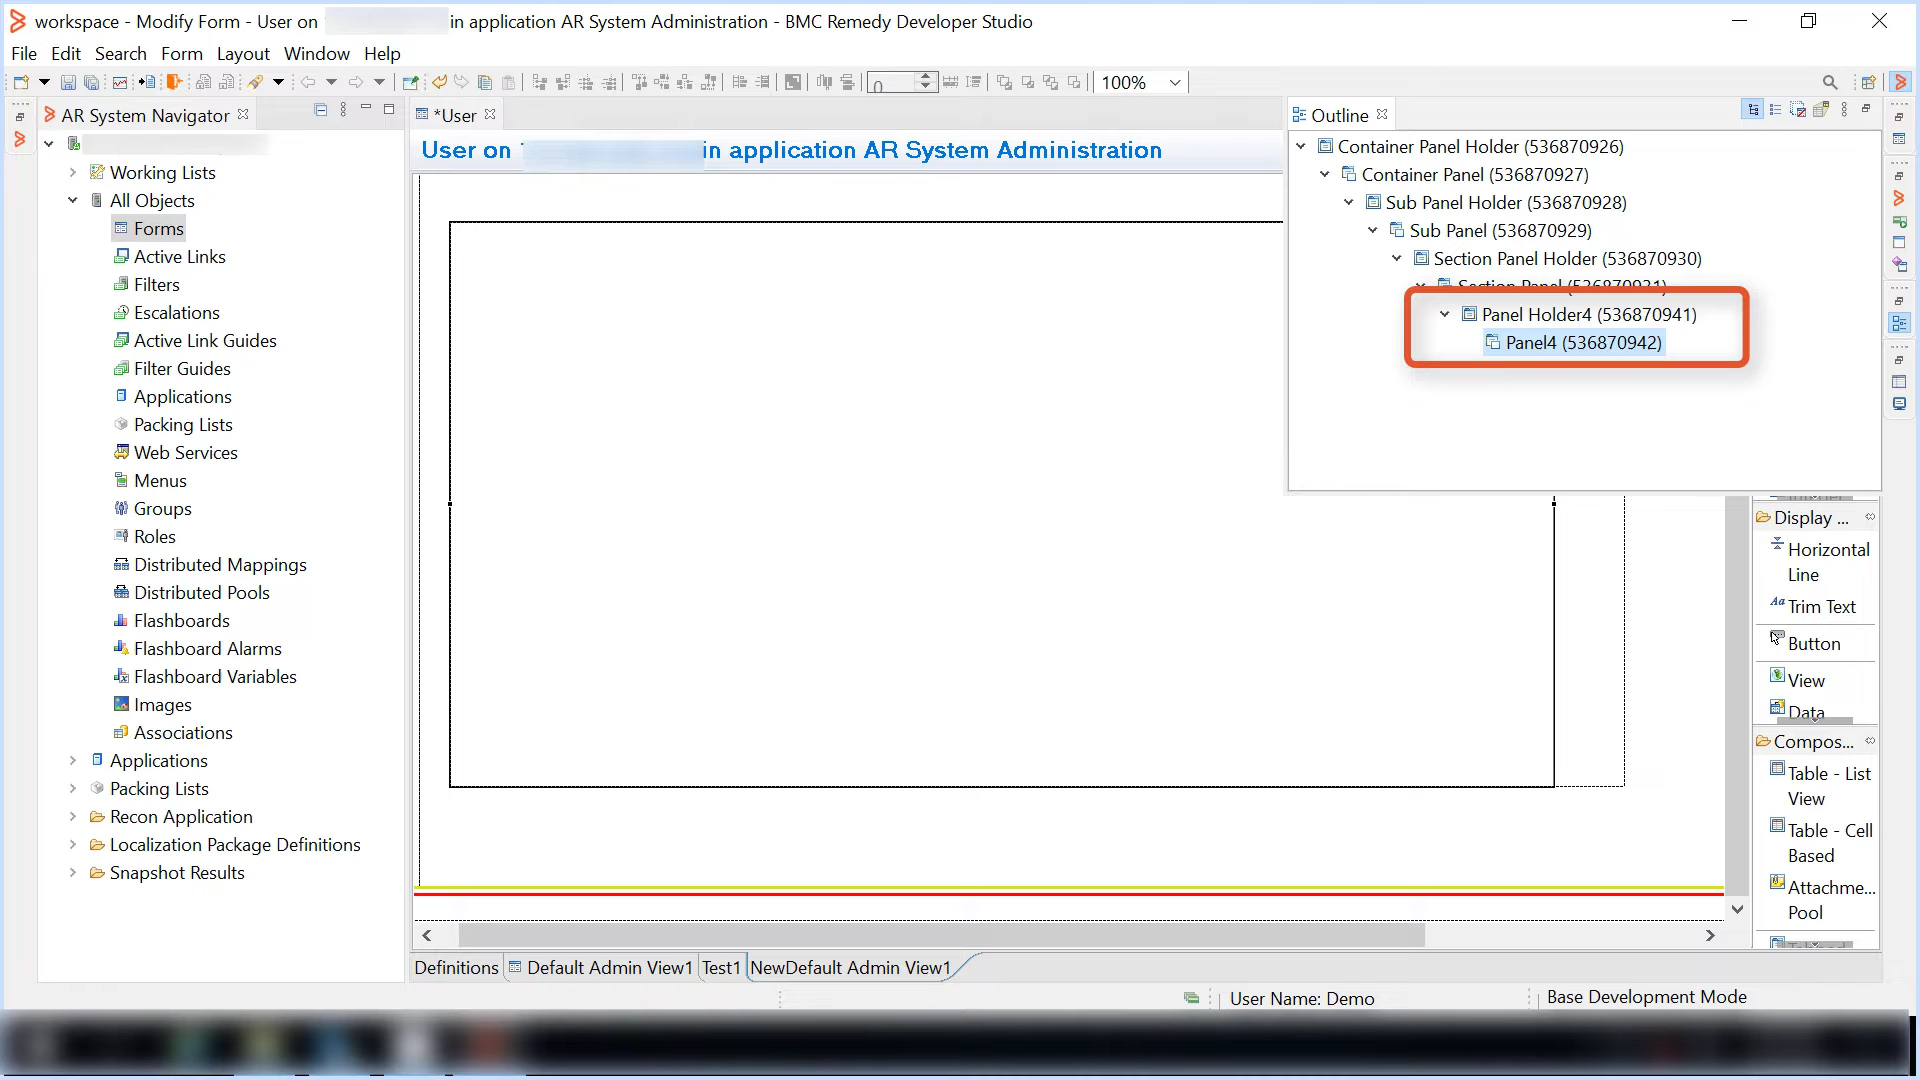 workspace - Modify Form - User on in application AR System Administration - BMC Remedy Developer Studio
File Edit Search Form Layout Window Help
0 100%
AR System Navigator
Working Lists
All Objects
Forms
Active Links
Filters
Escalations
Active Link Guides
Filter Guides
Applications
Packing Lists
Web Services
Menus
Groups
Roles
Distributed Mappings
Distributed Pools
Flashboards
Flashboard Alarms
Flashboard Variables
Images
Associations
Applications
Packing Lists
Recon Application
Localization Package Definitions
Snapshot Results
*User
User on in application AR System Administration
Outline
Container Panel Holder (536870926)
Container Panel (536870927)
Sub Panel Holder (536870928)
Sub Panel (536870929)
Section Panel Holder (536870930)
Section Panel (536870931)
Panel Holder4 (536870941)
Panel4 (536870942)
Display ...
Horizontal
Line
Trim Text
Button
View
Data
Compos...
Table - List
View
Table - Cell
Based
Attachme...
Pool
Definitions Default Admin View1 Test1 NewDefault Admin View1
User Name: Demo
Base Development Mode